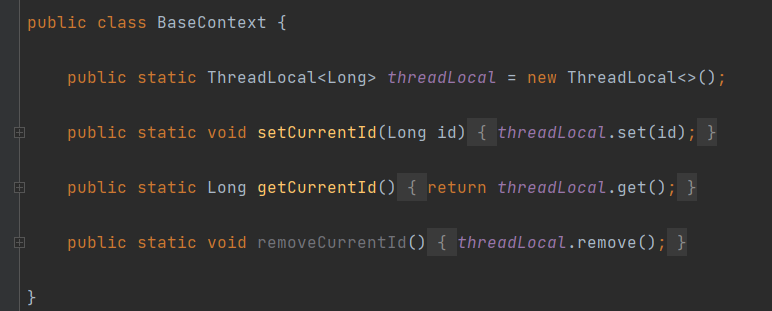 public class BaseContext {
public static ThreadLocal<Long> threadLocal = new ThreadLocal<>();
public static void setCurrentId(Long id) { threadLocal.set(id); }
public static Long getCurrentId() { return threadLocal.get(); }
public static void removeCurrentId() { threadLocal.remove(); }
}